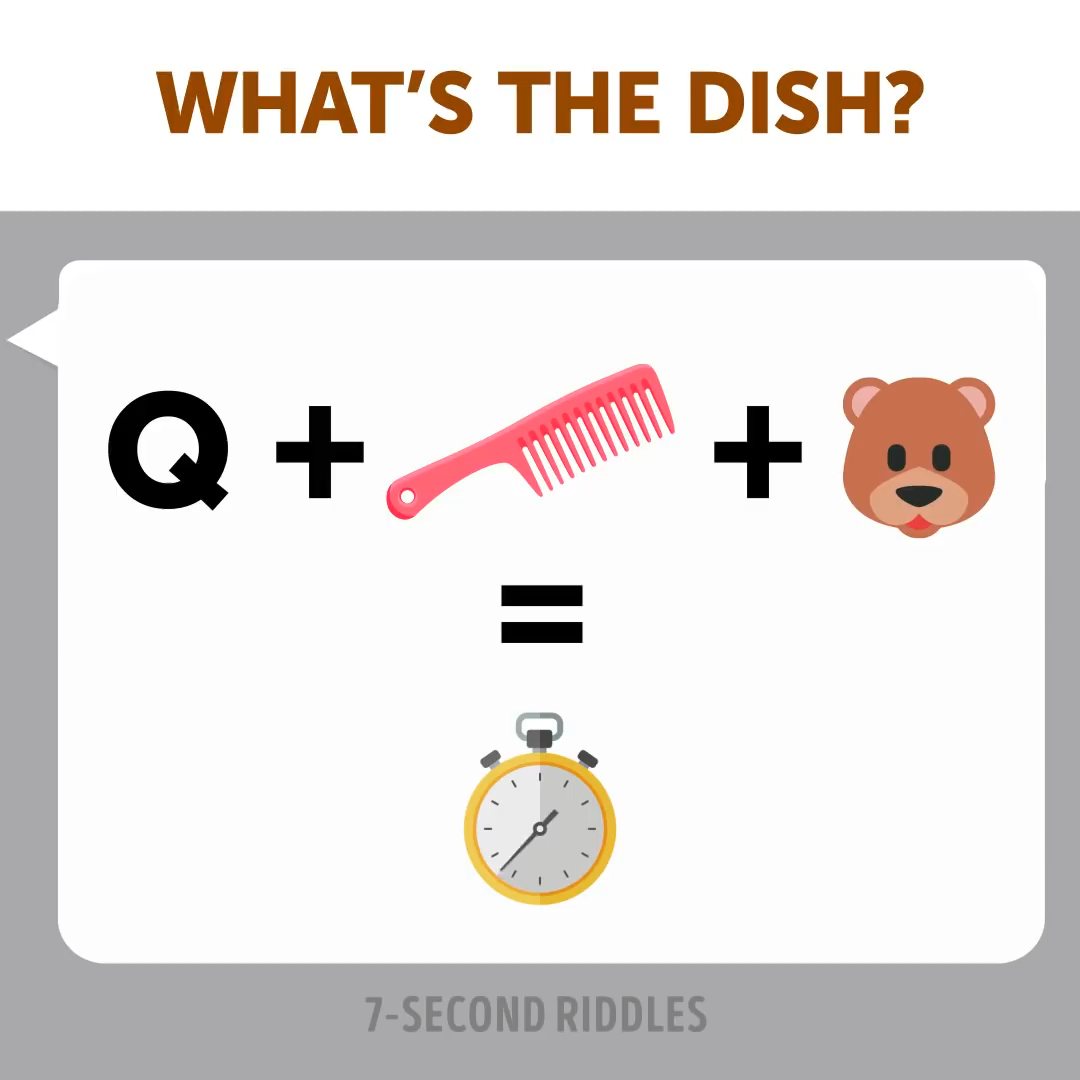 WHAT’S THE DISH?
Q + +
=
7-SECOND RIDDLES